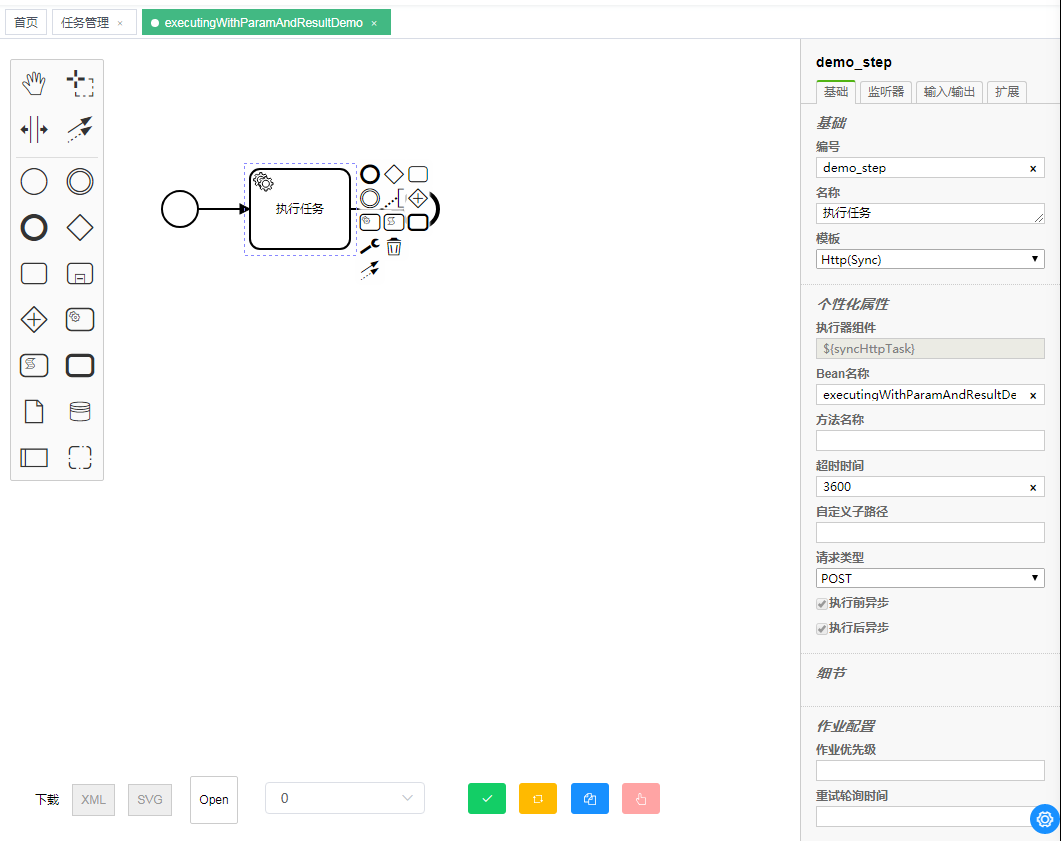 首页
任务管理 ×
executingWithParamAndResultDemo ×
执行任务
下载 XML SVG Open 0
demo_step
基础 监听器 输入/输出 扩展
基础
编号
demo_step x
名称
执行任务
模板
Http(Sync)
个性化属性
执行器组件
${syncHttpTask}
Bean名称
executingWithParamAndResultDe x
方法名称
超时时间
3600 x
自定义子路径
请求类型
POST
执行前异步
执行后异步
细节
作业配置
作业优先级
重试轮询时间